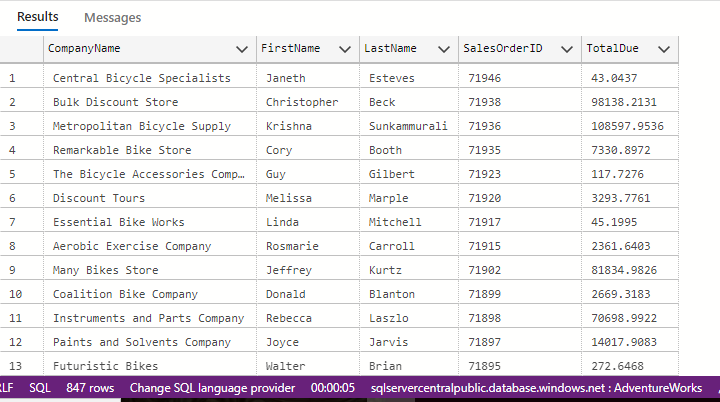 Results Messages
CompanyName FirstName LastName SalesOrderID TotalDue
1 Central Bicycle Specialists Janeth Esteves 71946 43.0437
2 Bulk Discount Store Christopher Beck 71938 98138.2131
3 Metropolitan Bicycle Supply Krishna Sunkammurali 71936 108597.9536
4 Remarkable Bike Store Cory Booth 71935 7330.8972
5 The Bicycle Accessories Comp… Guy Gilbert 71923 117.7276
6 Discount Tours Melissa Marple 71920 3293.7761
7 Essential Bike Works Linda Mitchell 71917 45.1995
8 Aerobic Exercise Company Rosmarie Carroll 71915 2361.6403
9 Many Bikes Store Jeffrey Kurtz 71902 81834.9826
10 Coalition Bike Company Donald Blanton 71899 2669.3183
11 Instruments and Parts Company Rebecca Laszlo 71898 70698.9922
12 Paints and Solvents Company Joyce Jarvis 71897 14017.9083
13 Futuristic Bikes Walter Brian 71895 272.6468
RLF SQL 847 rows Change SQL language provider 00:00:05 sqlservercentralpublic.database.windows.net : AdventureWorks